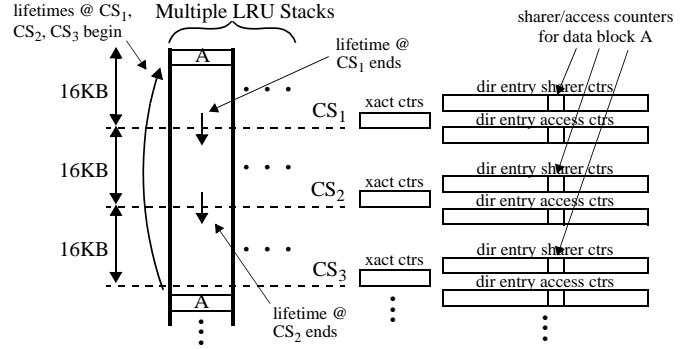 lifetimes @ CS1,
CS2, CS3 begin
Multiple LRU Stacks
sharer/access counters
for data block A
A
lifetime @
CS1 ends
16KB
CS1
xact ctrs
dir entry sharer ctrs
dir entry access ctrs
16KB
CS2
xact ctrs
dir entry sharer ctrs
dir entry access ctrs
16KB
CS3
xact ctrs
dir entry sharer ctrs
dir entry access ctrs
A
lifetime @
CS2 ends